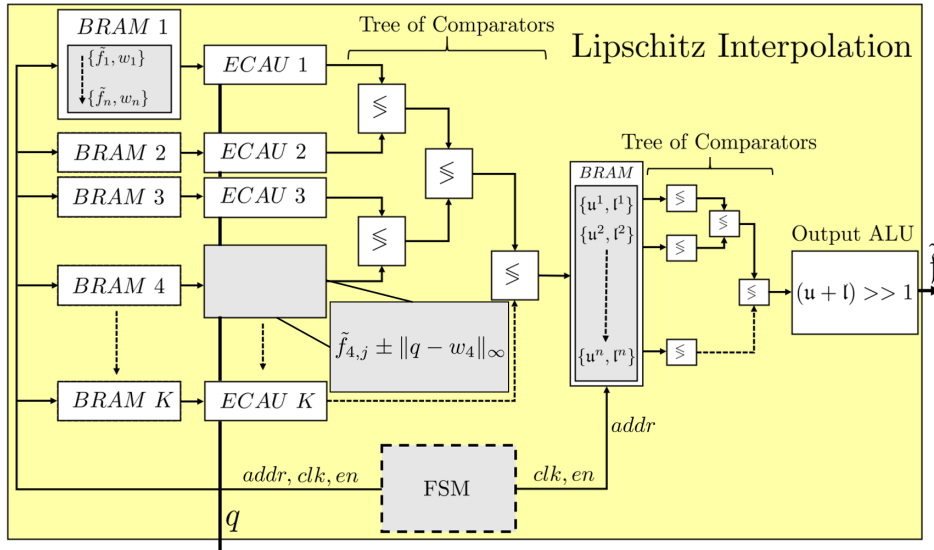 Tree of Comparators
Lipschitz Interpolation
BRAM 1
{f̃₁, w₁}
{f̃ₙ, wₙ}
ECAU 1
≶
BRAM 2
ECAU 2
≶
BRAM 3
ECAU 3
≶
BRAM 4
≶
f̃₄,ⱼ ± ‖q − w₄‖∞
BRAM K
ECAU K
Tree of Comparators
BRAM
{𝔲¹, 𝔩¹}
{𝔲², 𝔩²}
{𝔲ⁿ, 𝔩ⁿ}
≶
≶
≶
≶
≶
Output ALU
(𝔲 + 𝔩) >> 1
addr
addr, clk, en
FSM
clk, en
q